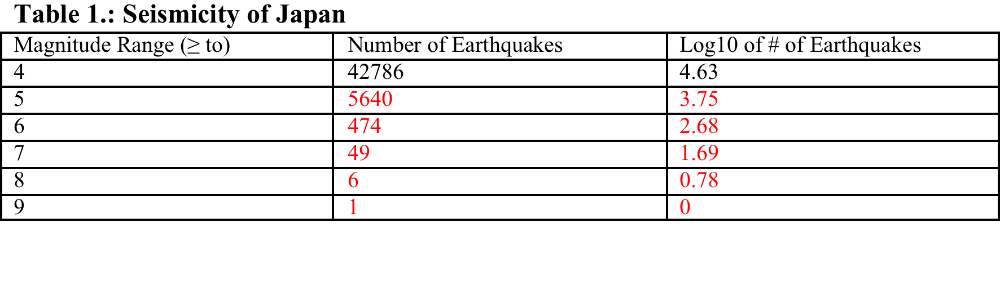 Table 1.: Seismicity of Japan
Magnitude Range (≥ to) Number of Earthquakes Log10 of # of Earthquakes
4 42786 4.63
5 5640 3.75
6 474 2.68
7 49 1.69
8 6 0.78
9 1 0